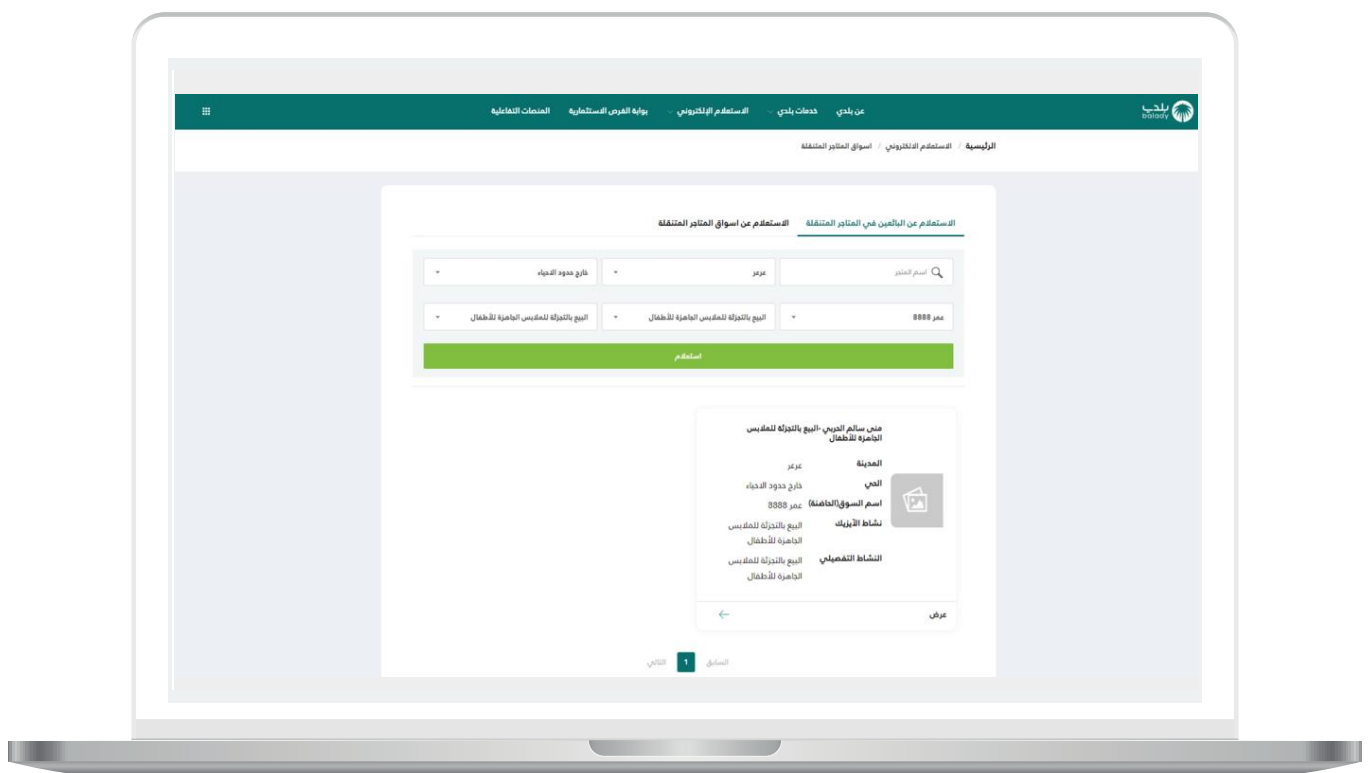 بلدي
balady
عن بلدي خدمات بلدي الاستعلام الإلكتروني بوابة الفرص الاستثمارية المنصات التفاعلية
الرئيسية / الاستعلام الالكتروني / اسواق المتاجر المتنقلة
الاستعلام عن البائعين في المتاجر المتنقلة الاستعلام عن اسواق المتاجر المتنقلة
اسم المتجر عرعر خارج حدود الاحياء
عمر 8888 البيع بالتجزئة للملابس الجاهزة للأطفال البيع بالتجزئة للملابس الجاهزة للأطفال
استعلام
منى سالم الحربي -البيع بالتجزئة للملابس
الجاهزة للأطفال
المدينة عرعر
الحي خارج حدود الاحياء
اسم السوق(الحاضنة) عمر 8888
نشاط الآيزيك البيع بالتجزئة للملابس
الجاهزة للأطفال
النشاط التفصيلي البيع بالتجزئة للملابس
الجاهزة للأطفال
عرض
السابق 1 التالي